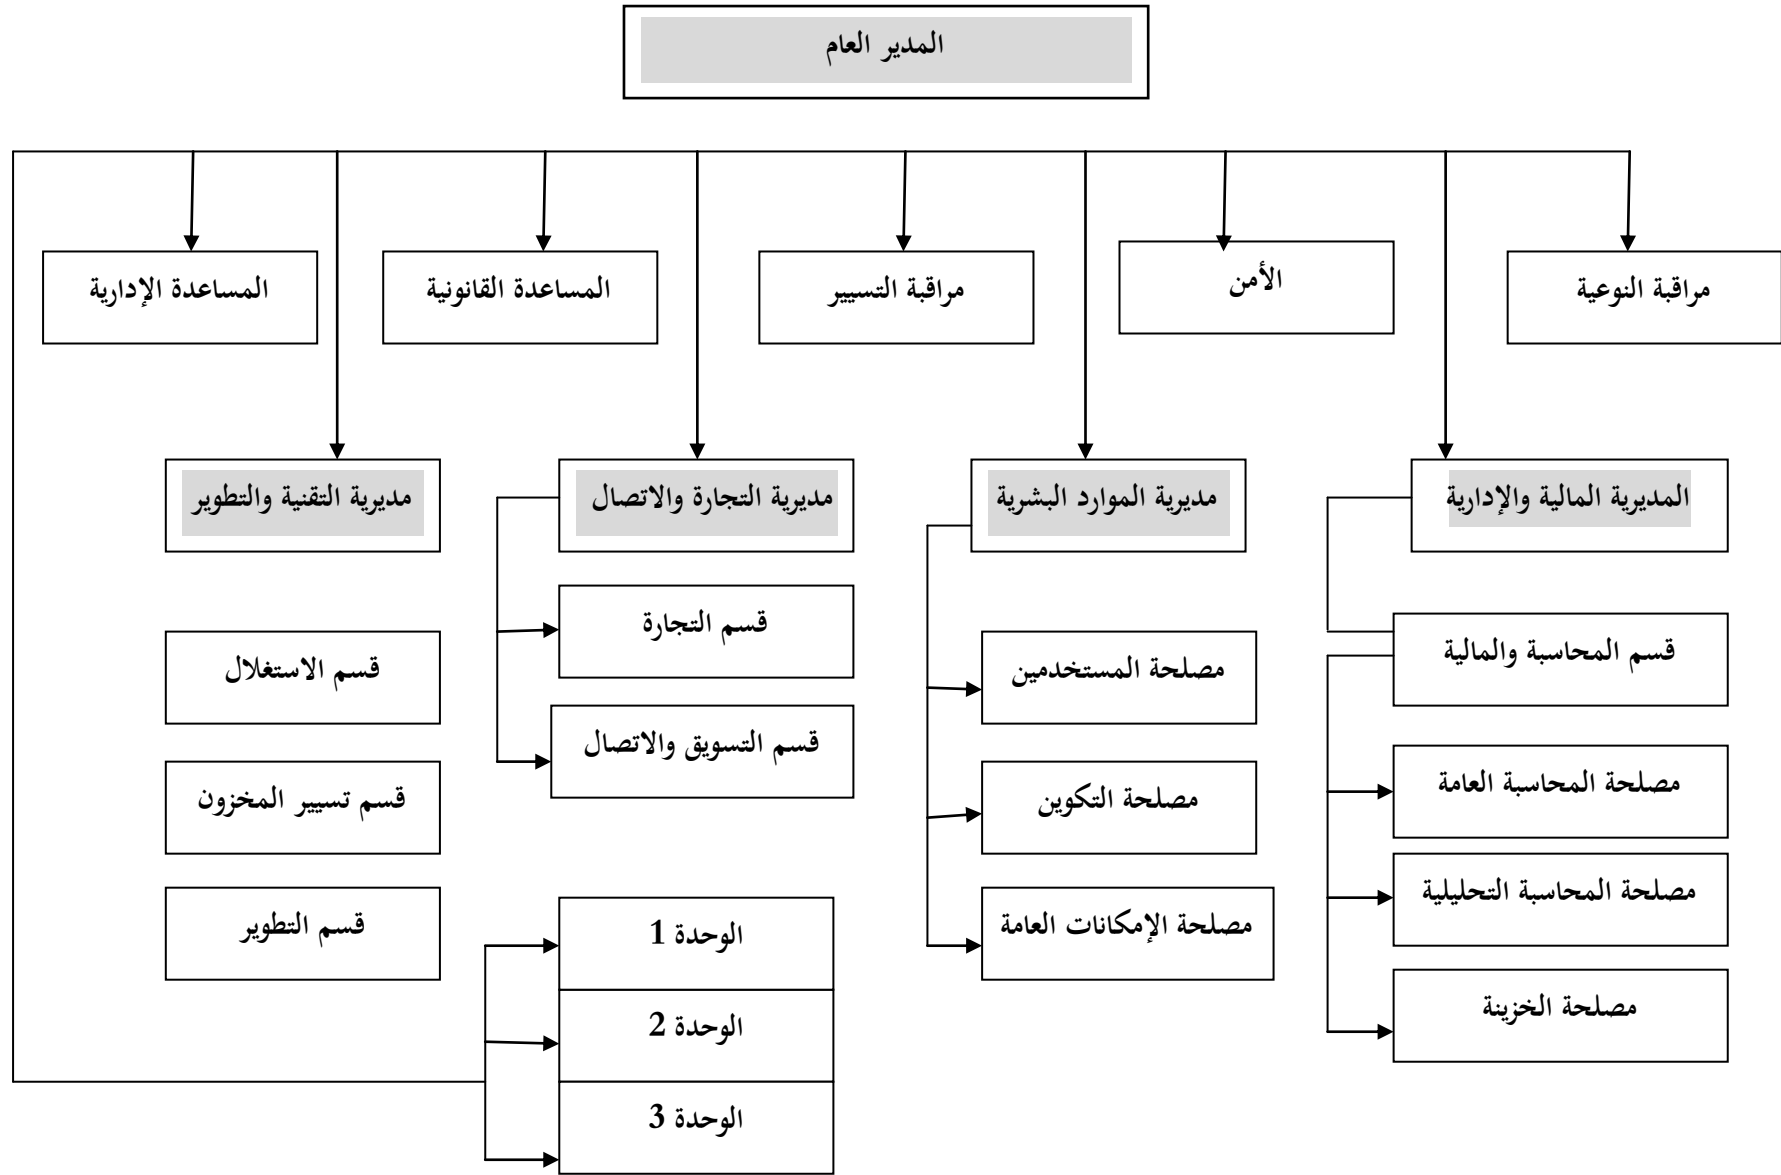 المدير العام
مراقبة النوعية
الأمن
مراقبة التسيير
المساعدة القانونية
المساعدة الإدارية
المديرية المالية والإدارية
مديرية الموارد البشرية
مديرية التجارة والاتصال
مديرية التقنية والتطوير
قسم المحاسبة والمالية
مصلحة المحاسبة العامة
مصلحة المحاسبة التحليلية
مصلحة الخزينة
مصلحة المستخدمين
مصلحة التكوين
مصلحة الإمكانات العامة
قسم التجارة
قسم التسويق والاتصال
الوحدة 1
الوحدة 2
الوحدة 3
قسم الاستغلال
قسم تسيير المخزون
قسم التطوير